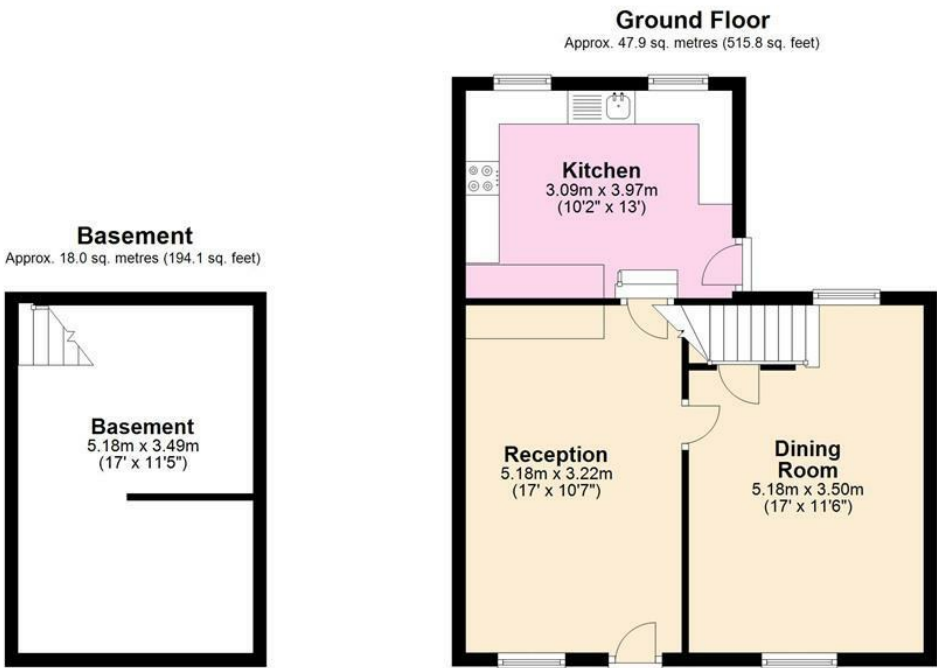 Ground Floor
Approx. 47.9 sq. metres (515.8 sq. feet)
Kitchen
3.09m x 3.97m
(10'2" x 13')
Basement
Approx. 18.0 sq. metres (194.1 sq. feet)
Basement
5.18m x 3.49m
(17' x 11'5")
Reception
5.18m x 3.22m
(17' x 10'7")
Dining
Room
5.18m x 3.50m
(17' x 11'6")